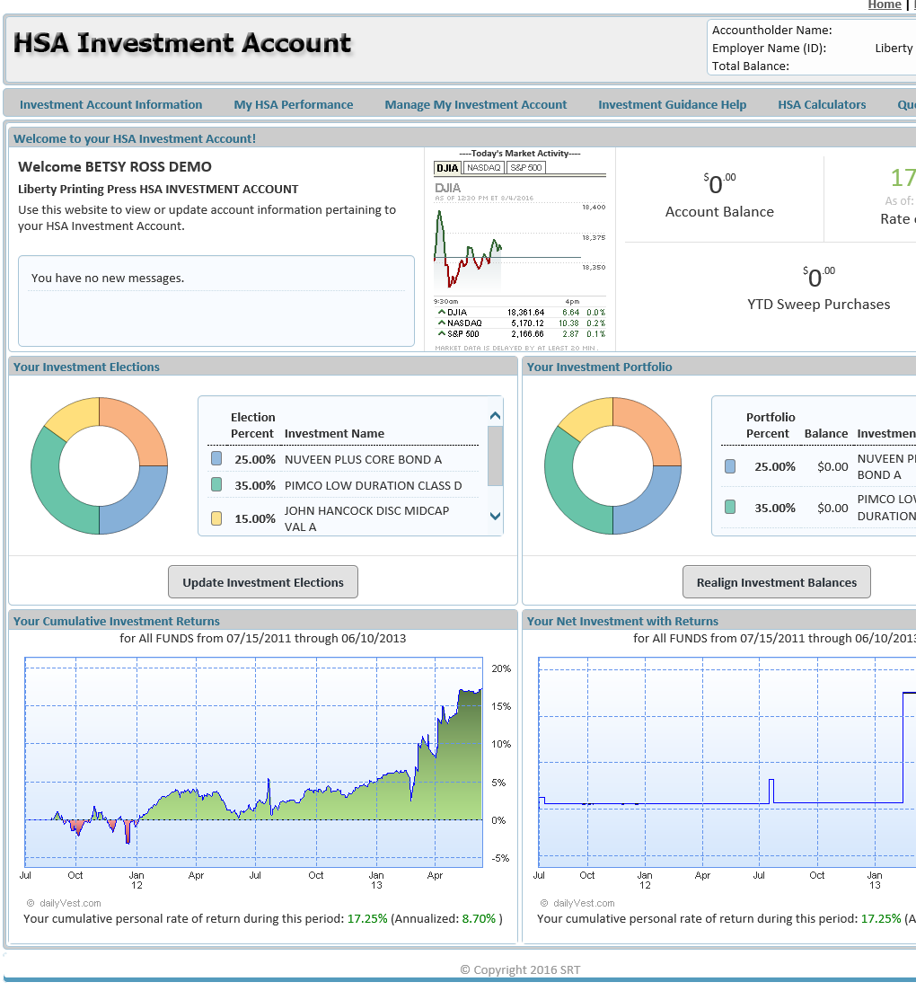 Home |
HSA Investment Account
Accountholder Name:
Employer Name (ID): Liberty
Total Balance:
Investment Account Information My HSA Performance Manage My Investment Account Investment Guidance Help HSA Calculators
Welcome to your HSA Investment Account!
Welcome BETSY ROSS DEMO
Liberty Printing Press HSA INVESTMENT ACCOUNT
Use this website to view or update account information pertaining to
your HSA Investment Account.
You have no new messages.
----Today's Market Activity----
DJIA NASDAQ S&P 500
DJIA
AS OF 12:30 PM ET 8/4/2016
18,400
18,375
18,350
9:30am 4pm
DJIA 18,361.64 6.64 0.0%
NASDAQ 5,170.12 10.38 0.2%
S&P 500 2,166.66 2.87 0.1%
MARKET DATA IS DELAYED BY AT LEAST 20 MIN.
$0.00
Account Balance
17
As of:
Rate
$0.00
YTD Sweep Purchases
Your Investment Elections
Election
Percent Investment Name
25.00% NUVEEN PLUS CORE BOND A
35.00% PIMCO LOW DURATION CLASS D
15.00% JOHN HANCOCK DISC MIDCAP
VAL A
Update Investment Elections
Your Investment Portfolio
Portfolio
Percent Balance Investmen
25.00% $0.00 NUVEEN
BOND A
35.00% $0.00 PIMCO
DURATION
Realign Investment Balances
Your Cumulative Investment Returns
for All FUNDS from 07/15/2011 through 06/10/2013
20%
15%
10%
5%
0%
-5%
Jul Oct Jan Apr Jul Oct Jan Apr
12 13
© dailyVest.com
Your cumulative personal rate of return during this period: 17.25% (Annualized: 8.70% )
Your Net Investment with Returns
for All FUNDS from 07/15/2011 through 06/10/2013
Jul Oct Jan Apr Jul Oct Jan
12 13
© dailyVest.com
Your cumulative personal rate of return during this period: 17.25% (A
© Copyright 2016 SRT